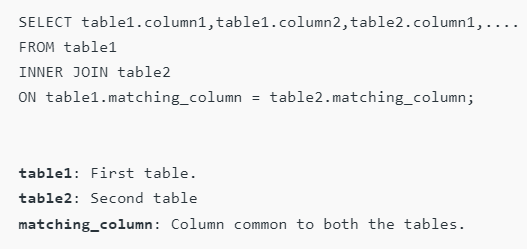 SELECT table1.column1,table1.column2,table2.column1,....
FROM table1
INNER JOIN table2
ON table1.matching_column = table2.matching_column;
table1: First table.
table2: Second table
matching_column: Column common to both the tables.